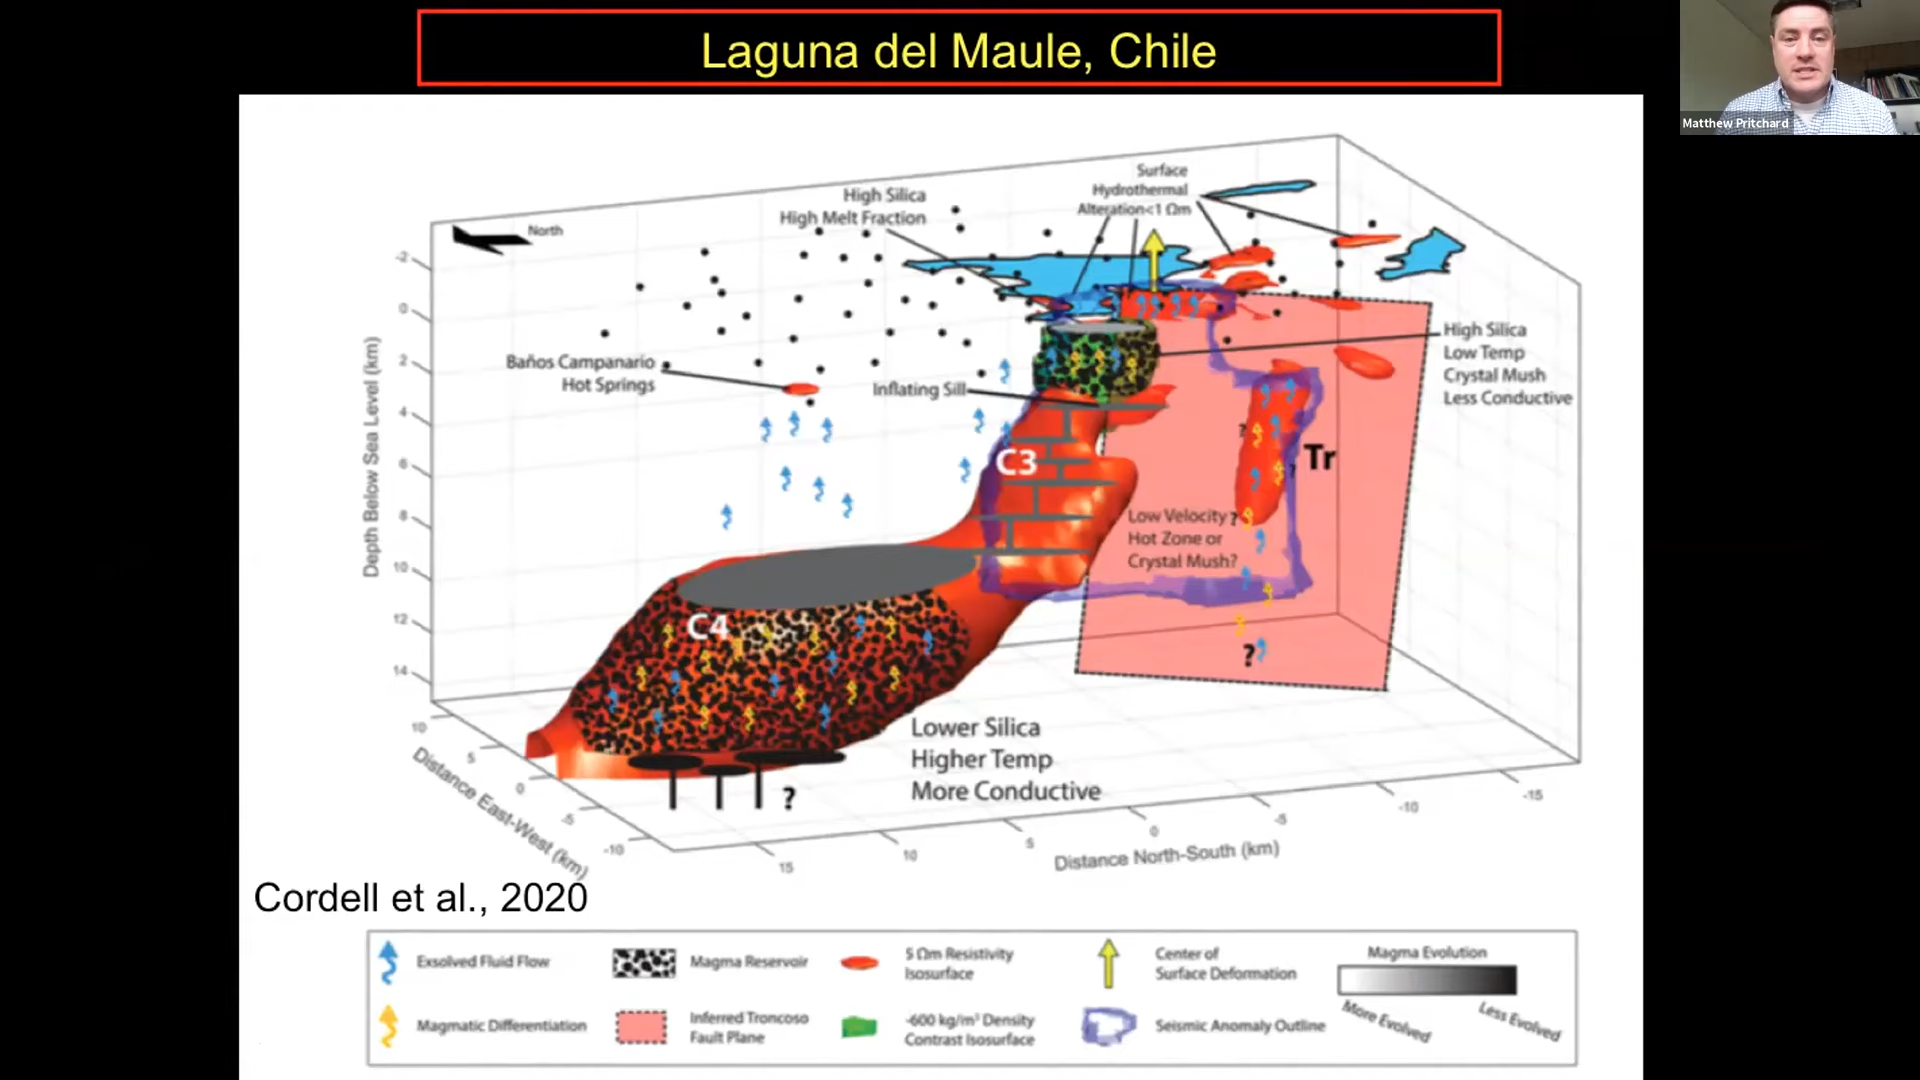 Laguna del Maule, Chile
Matthew Pritchard
Surface
Hydrothermal
Alteration<1 Ωm
High Silica
High Melt Fraction
North
-2
0
2
4
6
8
10
12
14
Depth Below Sea Level (km)
Baños Campanario
Hot Springs
Inflating Sill
High Silica
Low Temp
Crystal Mush
Less Conductive
C3
?
?
Tr
Low Velocity ?
Hot Zone or
Crystal Mush?
C4
?
Lower Silica
Higher Temp
More Conductive
?
10
5
0
-5
-10
Distance East-West (km)
15
10
5
0
-5
-10
-15
Distance North-South (km)
Cordell et al., 2020
Exsolved Fluid Flow
Magma Reservoir
5 Ωm Resistivity
Isosurface
Center of
Surface Deformation
Magma Evolution
More Evolved
Less Evolved
Magmatic Differentiation
Inferred Troncoso
Fault Plane
-600 kg/m³ Density
Contrast Isosurface
Seismic Anomaly Outline